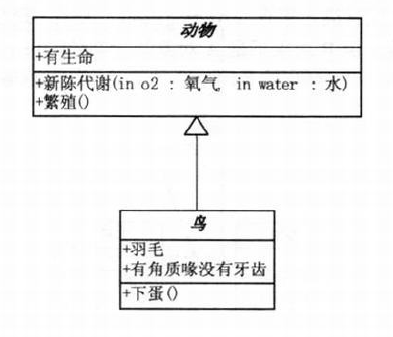 动物
+有生命
+新陈代谢(in o2 : 氧气, in water : 水)
+繁殖()
鸟
+羽毛
+有角质喙没有牙齿
+下蛋()